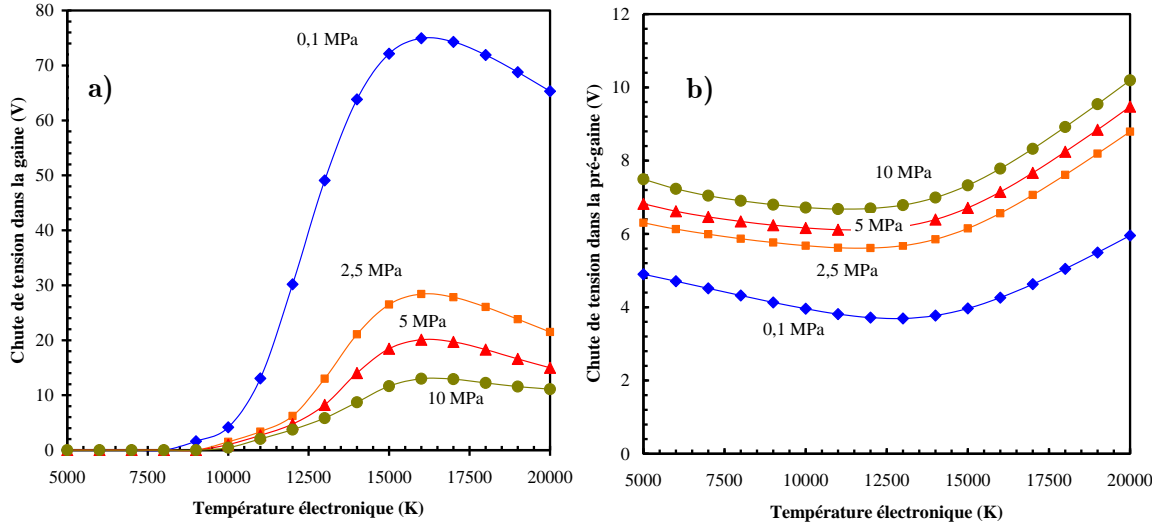 a)
Chute de tension dans la gaine (V)
80
70
60
50
40
30
20
10
0
0,1 MPa
2,5 MPa
5 MPa
10 MPa
5000 7500 10000 12500 15000 17500 20000
Température électronique (K)
b)
Chute de tension dans la pré-gaine (V)
12
10
8
6
4
2
0
10 MPa
5 MPa
2,5 MPa
0,1 MPa
5000 7500 10000 12500 15000 17500 20000
Température électronique (K)